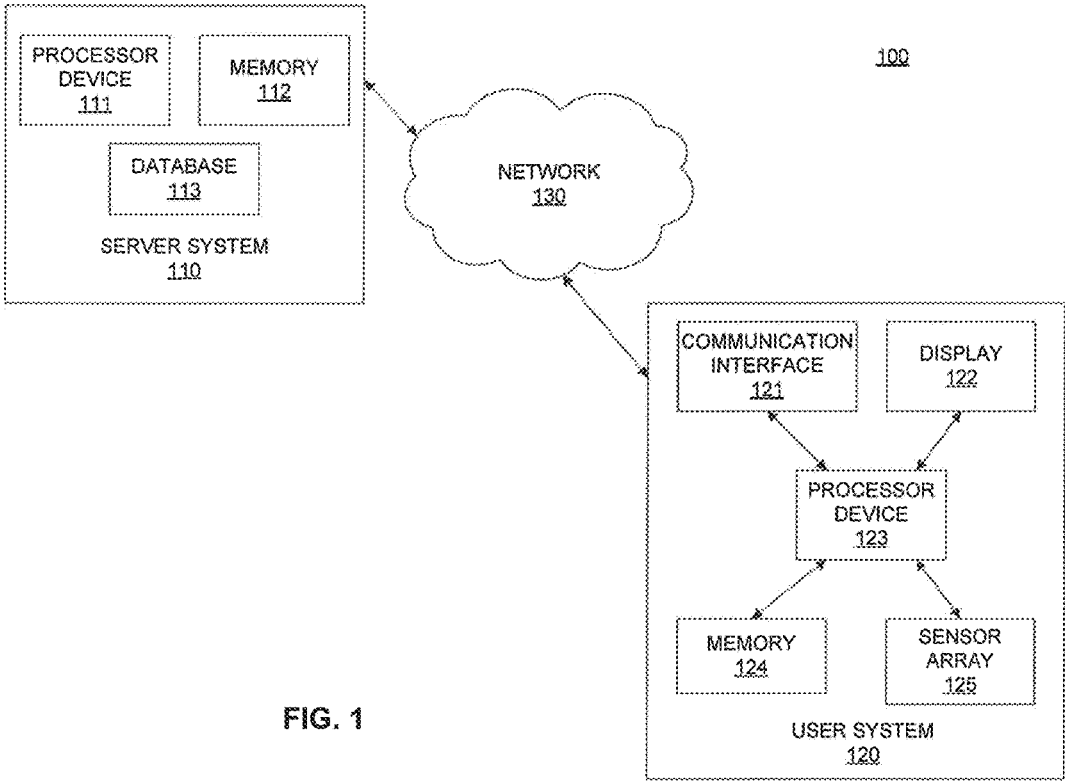 PROCESSOR
DEVICE
111
MEMORY
112
DATABASE
113
SERVER SYSTEM
110
100
NETWORK
130
COMMUNICATION
INTERFACE
121
DISPLAY
122
PROCESSOR
DEVICE
123
MEMORY
124
SENSOR
ARRAY
125
USER SYSTEM
120
FIG. 1